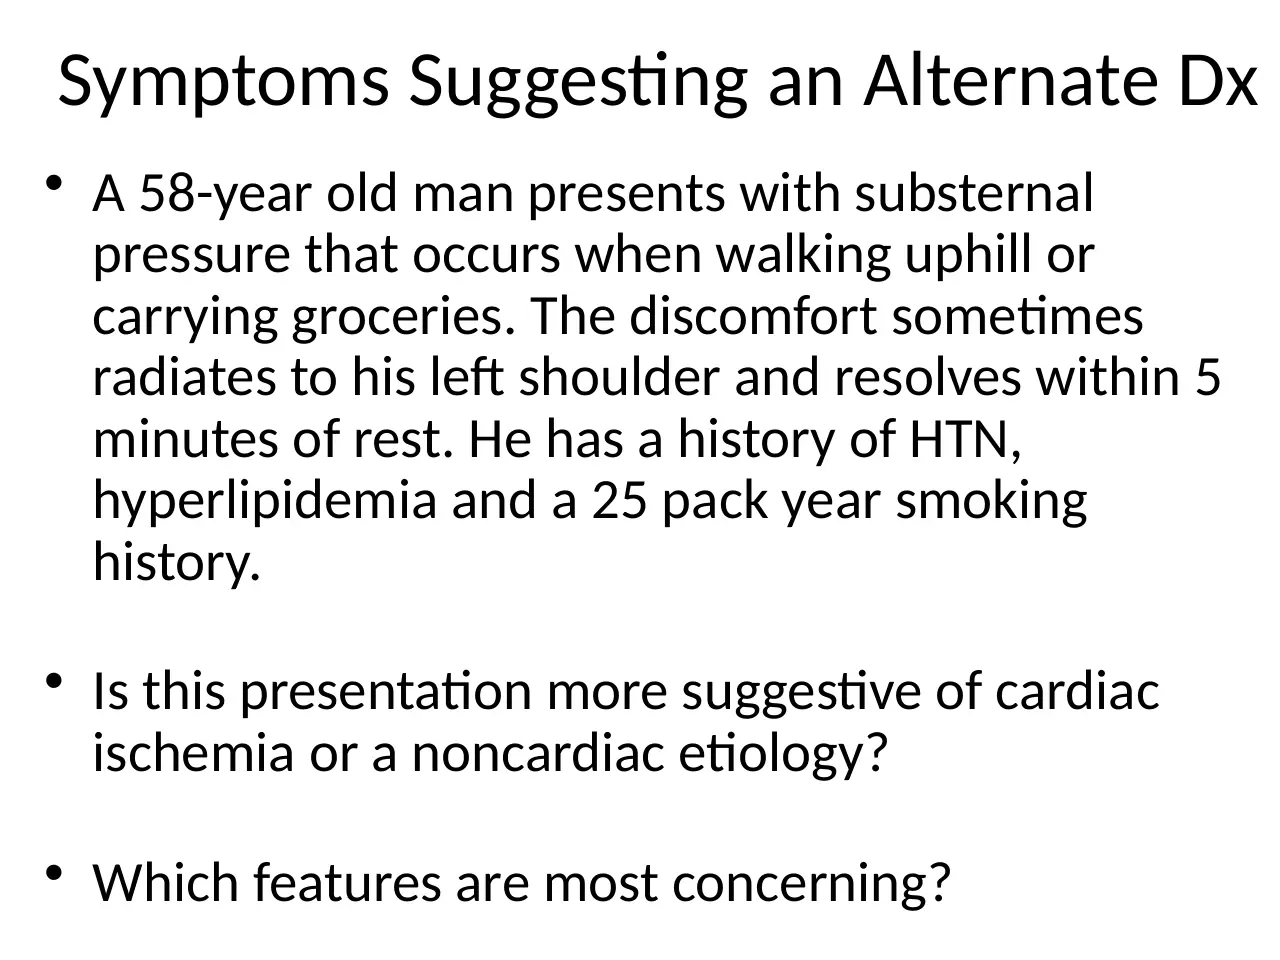 Symptoms Suggesting an Alternate Dx
• A 58-year old man presents with substernal
pressure that occurs when walking uphill or
carrying groceries. The discomfort sometimes
radiates to his left shoulder and resolves within 5
minutes of rest. He has a history of HTN,
hyperlipidemia and a 25 pack year smoking
history.
• Is this presentation more suggestive of cardiac
ischemia or a noncardiac etiology?
• Which features are most concerning?